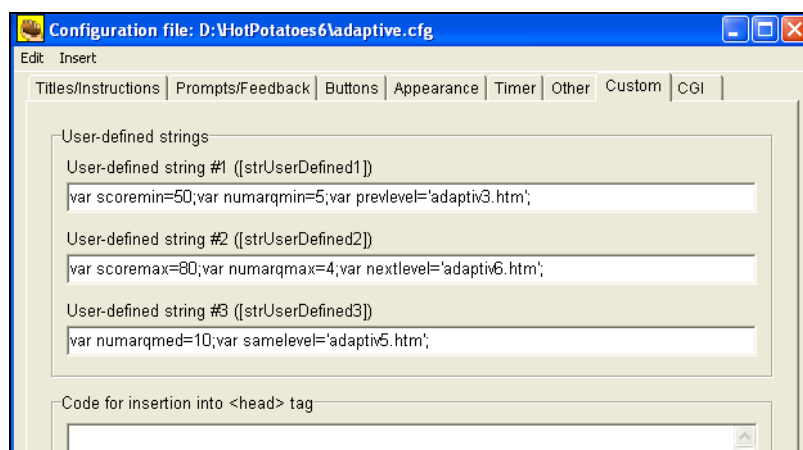 Configuration file: D:\HotPotatoes6\adaptive.cfg
Edit Insert
Titles/Instructions Prompts/Feedback Buttons Appearance Timer Other Custom CGI
User-defined strings
User-defined string #1 ([strUserDefined1])
var scoremin=50;var numarqmin=5;var prevlevel='adaptiv3.htm';
User-defined string #2 ([strUserDefined2])
var scoremax=80;var numarqmax=4;var nextlevel='adaptiv6.htm';
User-defined string #3 ([strUserDefined3])
var numarqmed=10;var samelevel='adaptiv5.htm';
Code for insertion into <head> tag